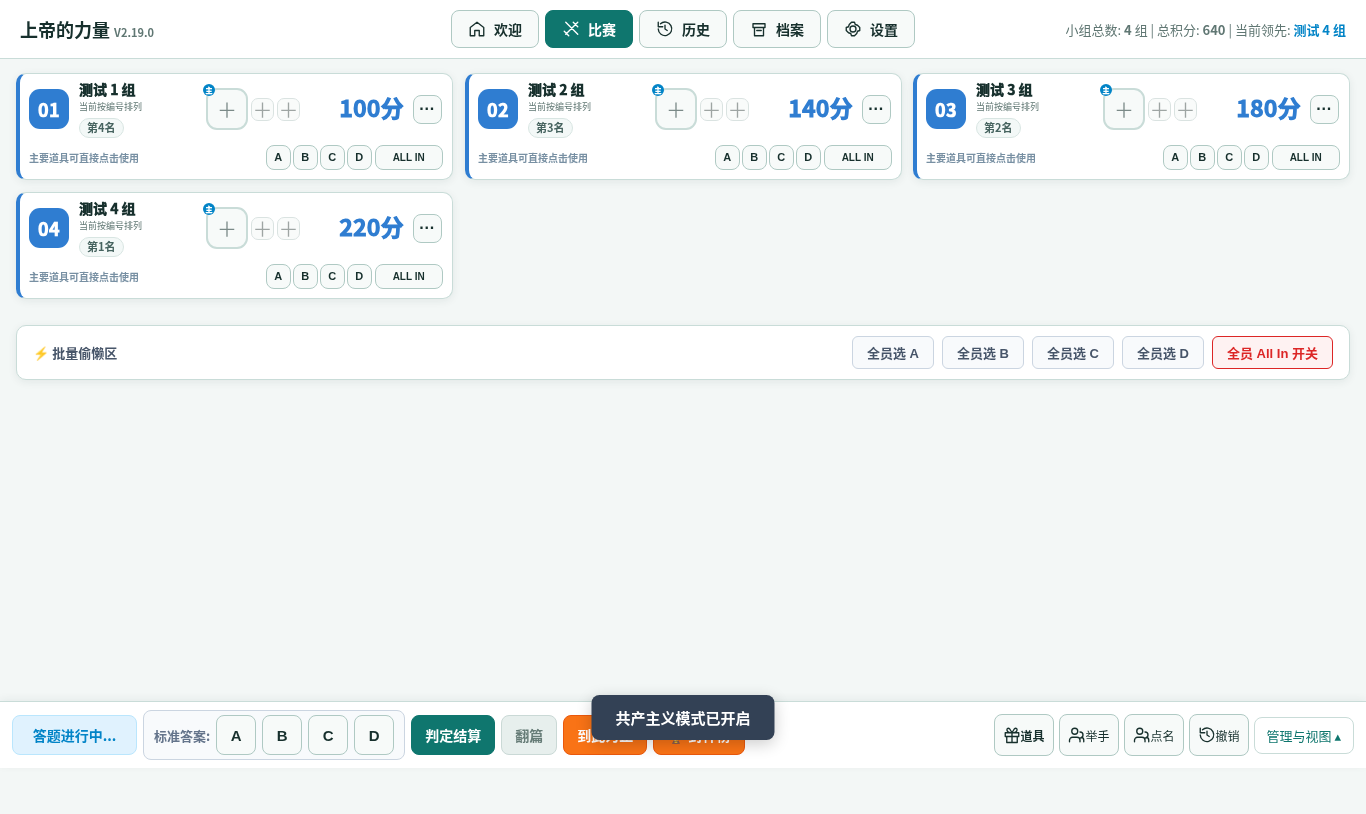 上帝的力量 V2.19.0
欢迎
比赛
历史
档案
设置
小组总数: 4 组 | 总积分: 640 | 当前领先: 测试 4 组
01
测试 1 组
当前按编号排列
第4名
主
100分
...
主要道具可直接点击使用
A B C D ALL IN
02
测试 2 组
当前按编号排列
第3名
主
140分
...
主要道具可直接点击使用
A B C D ALL IN
03
测试 3 组
当前按编号排列
第2名
主
180分
...
主要道具可直接点击使用
A B C D ALL IN
04
测试 4 组
当前按编号排列
第1名
主
220分
...
主要道具可直接点击使用
A B C D ALL IN
⚡ 批量偷懒区
全员选 A
全员选 B
全员选 C
全员选 D
全员 All In 开关
共产主义模式已开启
答题进行中...
标准答案: A B C D
判定结算
翻篇
道具
举手
点名
撤销
管理与视图 ▴